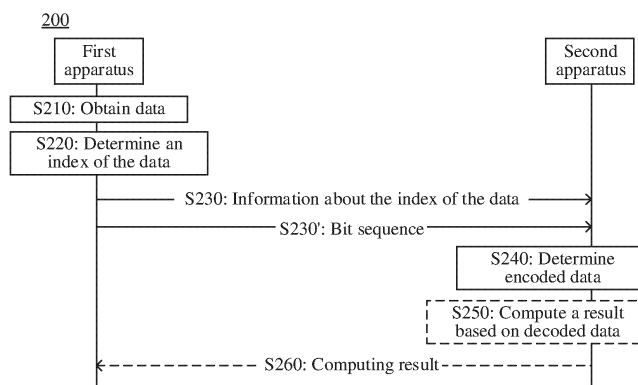 200
First
apparatus
Second
apparatus
S210: Obtain data
S220: Determine an
index of the data
S230: Information about the index of the data
S230': Bit sequence
S240: Determine
encoded data
S250: Compute a result
based on decoded data
S260: Computing result